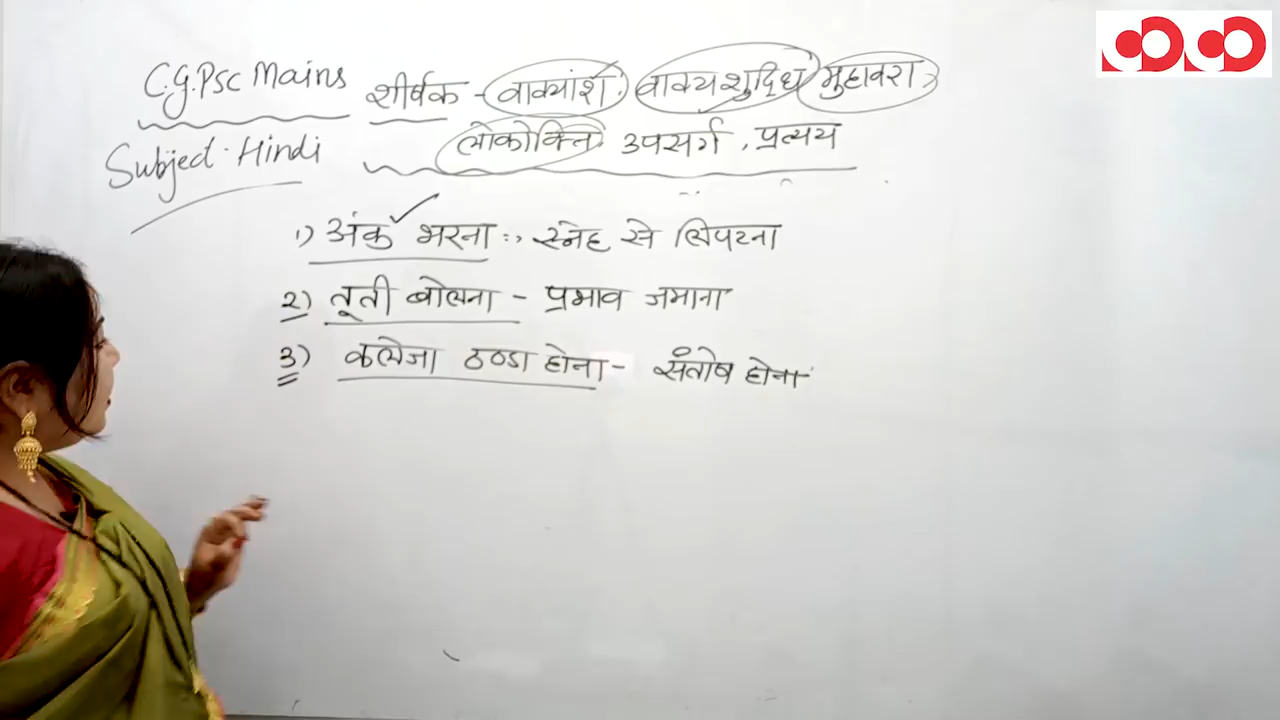 C.G.Psc Mains
Subject. Hindi
शीर्षक - वाक्यांश, वाक्य शुद्धि, मुहावरा,
लोकोक्ति, उपसर्ग, प्रत्यय
1) अंक भरना :, स्नेह से लिपटना
2) तूती बोलना - प्रभाव जमाना
3) कलेजा ठण्डा होना - संतोष होना